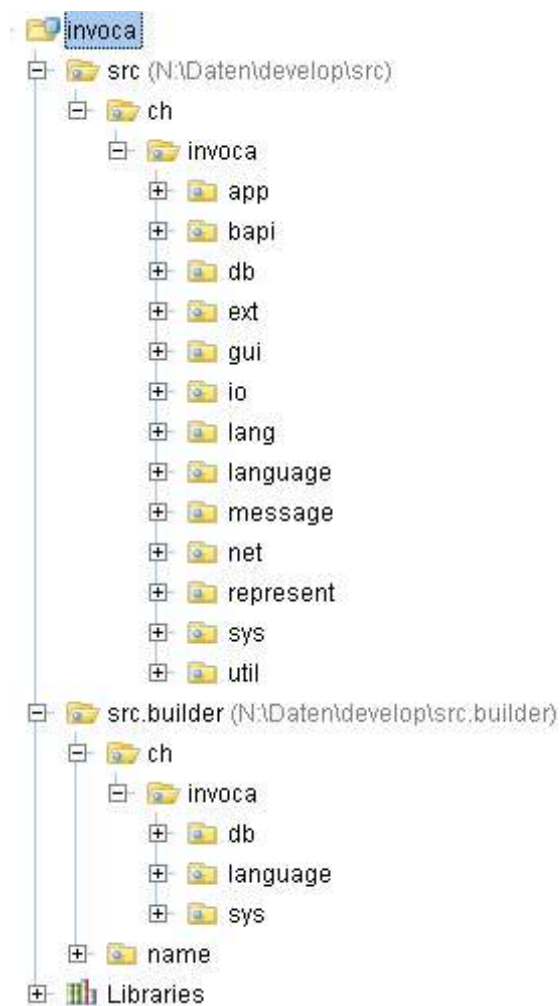 invoca
src (N:\Daten\develop\src)
ch
invoca
app
bapi
db
ext
gui
io
lang
language
message
net
represent
sys
util
src.builder (N:\Daten\develop\src.builder)
ch
invoca
db
language
sys
name
Libraries